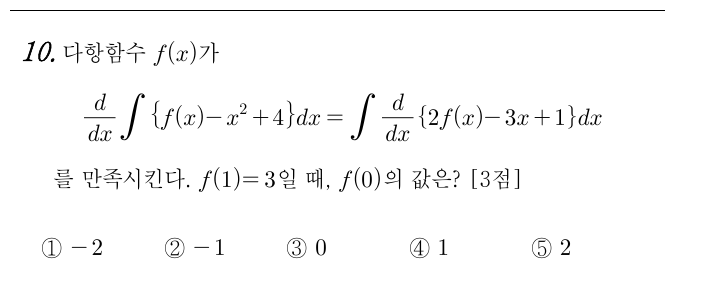 10. 다항함수 f(x)가
d/dx ∫ {f(x)−x²+4}dx = ∫ d/dx {2f(x)−3x+1}dx
를 만족시킨다. f(1)=3일 때, f(0)의 값은? [3점]
① −2 ② −1 ③ 0 ④ 1 ⑤ 2